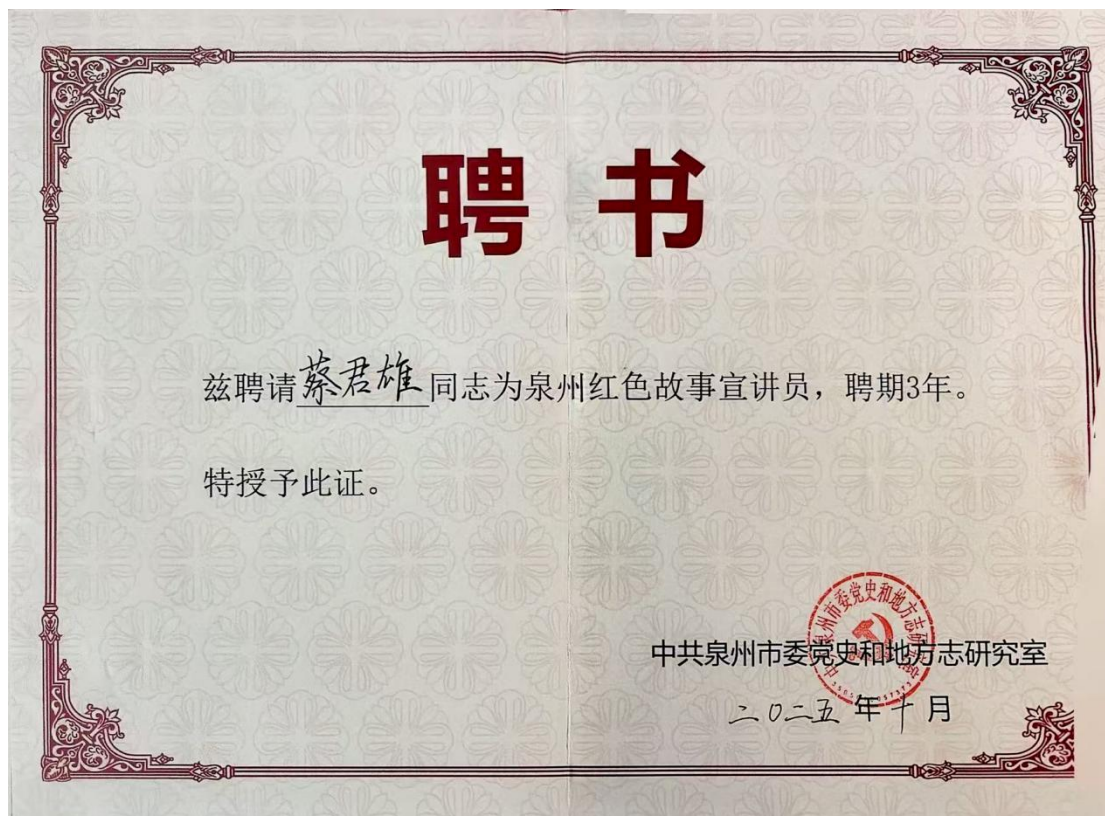 聘书
兹聘请蔡君雄同志为泉州红色故事宣讲员，聘期3年。
特授予此证。
中共泉州市委党史和地方志研究室
二〇二五年十月